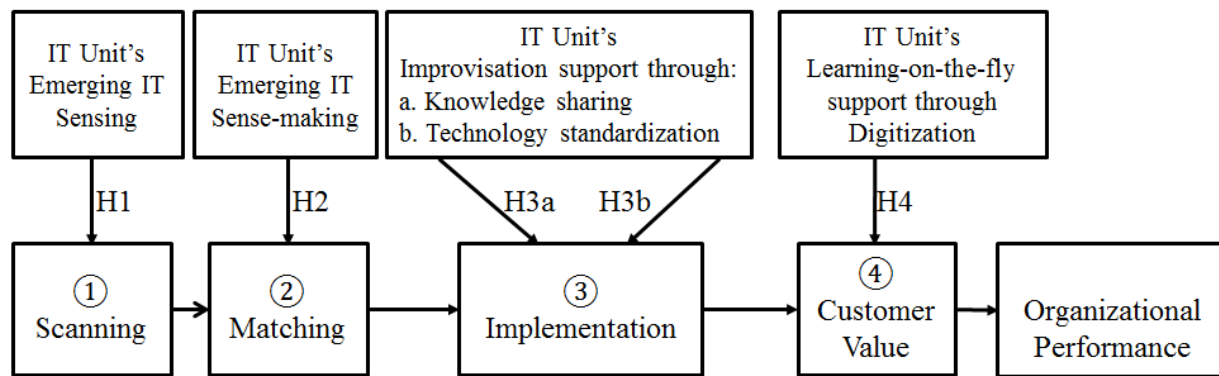 IT Unit's
Emerging IT
Sensing
IT Unit's
Emerging IT
Sense-making
IT Unit's
Improvisation support through:
a. Knowledge sharing
b. Technology standardization
IT Unit's
Learning-on-the-fly
support through
Digitization
H1
H2
H3a
H3b
H4
①
Scanning
②
Matching
③
Implementation
④
Customer
Value
Organizational
Performance